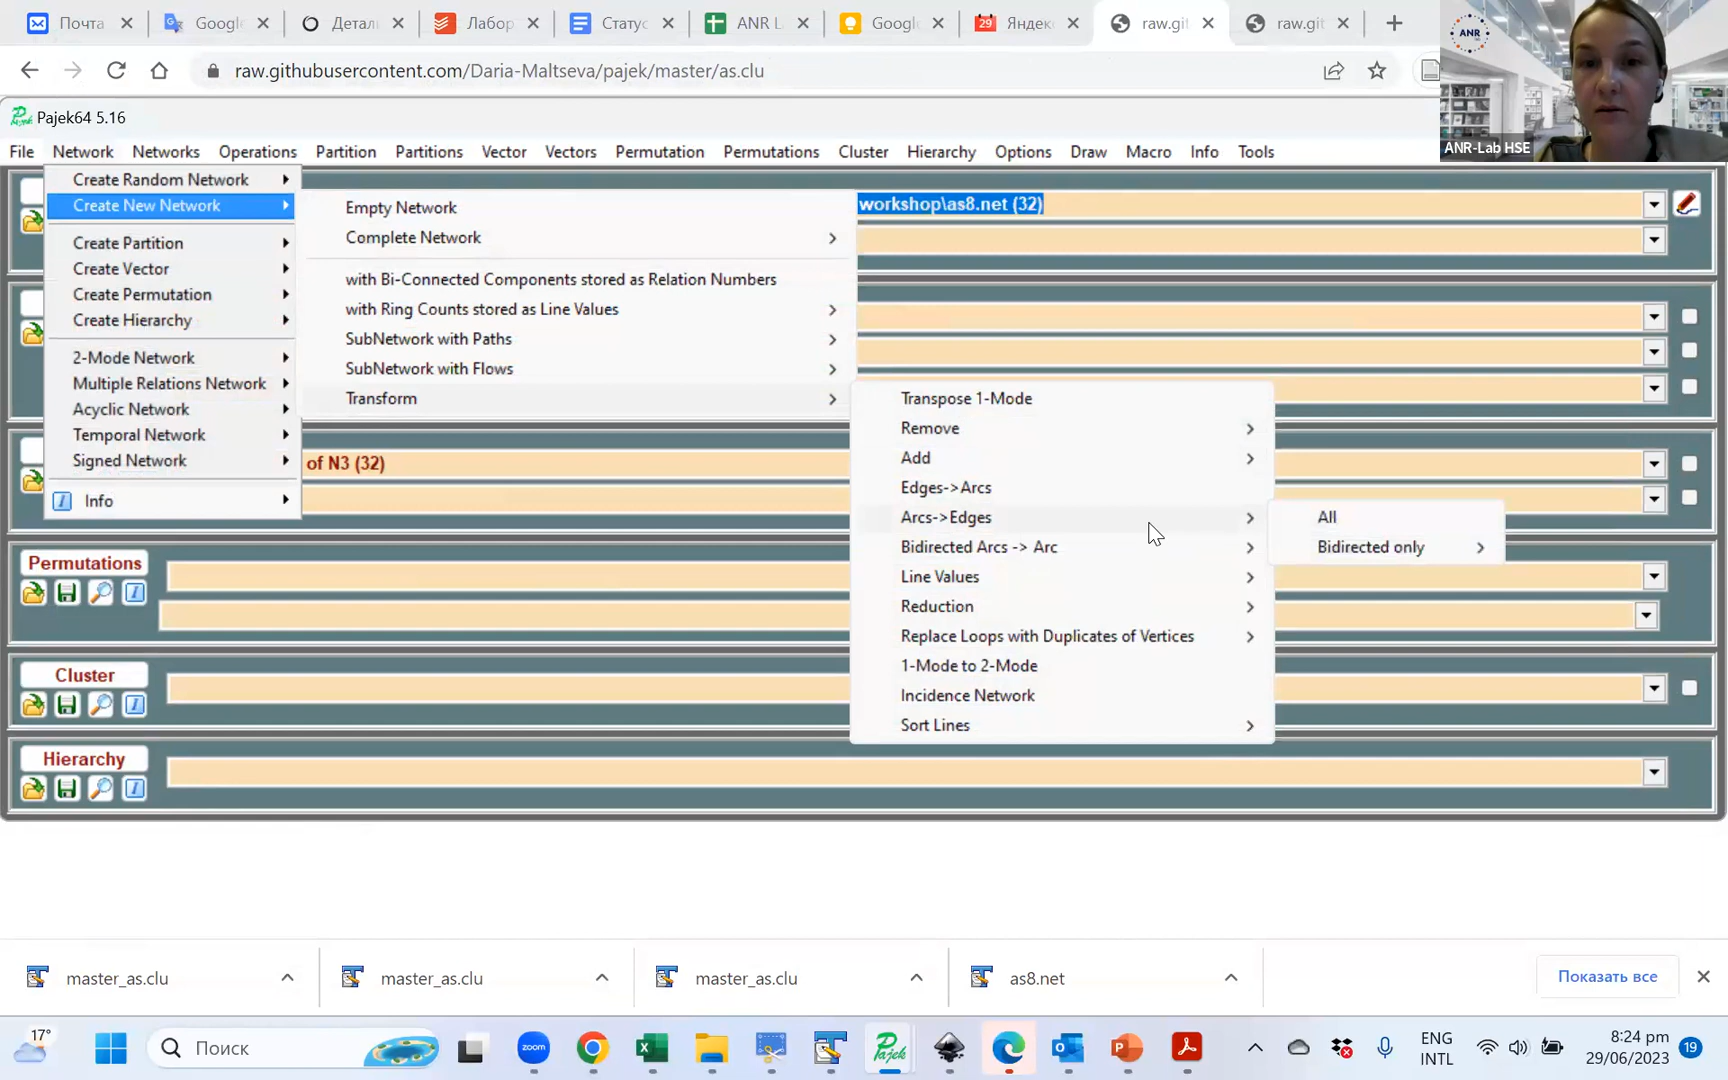 Почта
Google
Детал
Лабор
Статус
ANR L
Google
29
Яндек
raw.git
raw.git
raw.githubusercontent.com/Daria-Maltseva/pajek/master/as.clu
ANR
ANR-Lab HSE
Pajek64 5.16
File Network Networks Operations Partition Partitions Vector Vectors Permutation Permutations Cluster Hierarchy Options Draw Macro Info Tools
Create Random Network
Create New Network
Create Partition
Create Vector
Create Permutation
Create Hierarchy
2-Mode Network
Multiple Relations Network
Acyclic Network
Temporal Network
Signed Network
Info
Empty Network
Complete Network
with Bi-Connected Components stored as Relation Numbers
with Ring Counts stored as Line Values
SubNetwork with Paths
SubNetwork with Flows
Transform
workshop\as8.net (32)
Transpose 1-Mode
Remove
Add
Edges->Arcs
Arcs->Edges
Bidirected Arcs -> Arc
Line Values
Reduction
Replace Loops with Duplicates of Vertices
1-Mode to 2-Mode
Incidence Network
Sort Lines
All
Bidirected only
of N3 (32)
Permutations
Cluster
Hierarchy
master_as.clu
master_as.clu
master_as.clu
as8.net
Показать все
17°
Поиск
zoom
Pajek
ENG
INTL
8:24 pm
29/06/2023
19